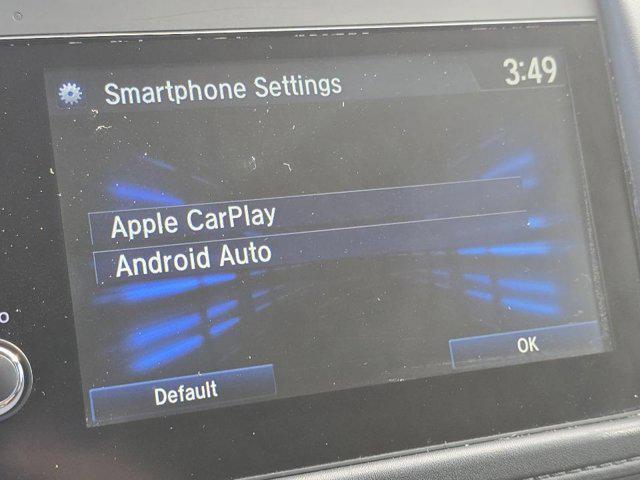 Smartphone Settings
3:49
Apple CarPlay
Android Auto
OK
Default